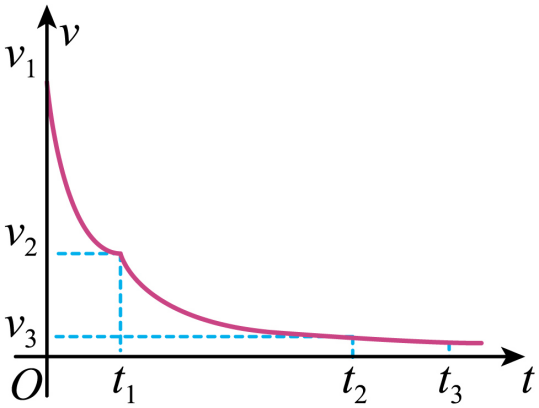 v
v₁
v₂
v₃
O t₁ t₂ t₃ t